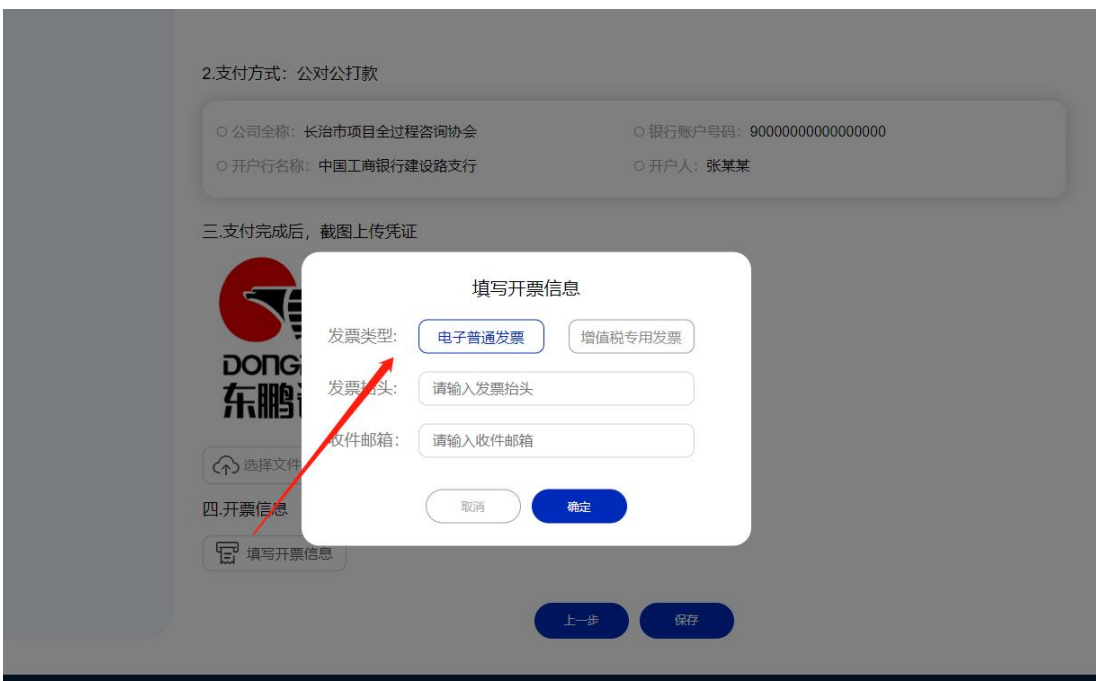 2.支付方式：公对公打款
公司全称：长治市项目全过程咨询协会
银行账户号码：90000000000000000
开户行名称：中国工商银行建设路支行
开户人：张某某
三.支付完成后，截图上传凭证
填写开票信息
发票类型:
电子普通发票
增值税专用发票
DONG
东鹏
发票抬头:
请输入发票抬头
收件邮箱：
请输入收件邮箱
选择文件
取消
确定
四.开票信息
填写开票信息
上一步
保存